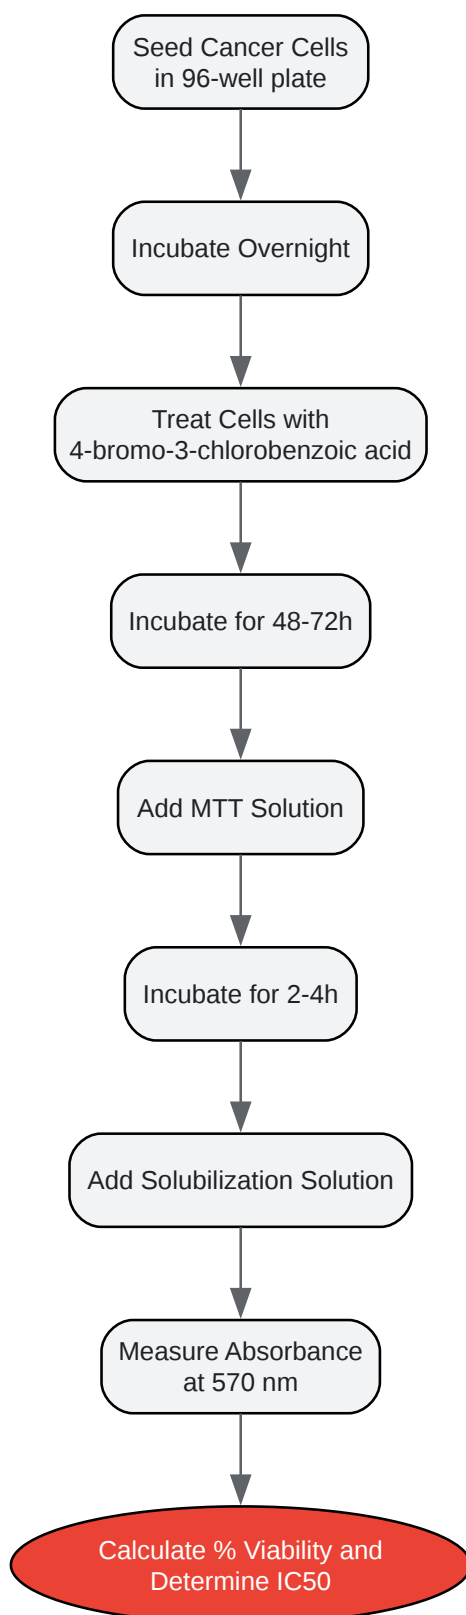 Seed Cancer Cells
in 96-well plate
Incubate Overnight
Treat Cells with
4-bromo-3-chlorobenzoic acid
Incubate for 48-72h
Add MTT Solution
Incubate for 2-4h
Add Solubilization Solution
Measure Absorbance
at 570 nm
Calculate % Viability and
Determine IC50